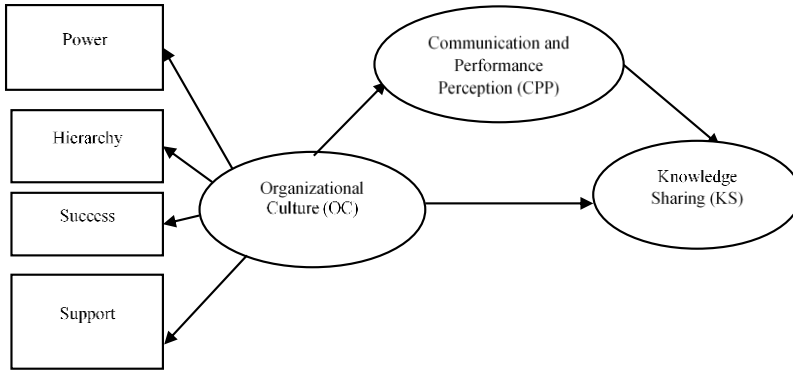 Power
Hierarchy
Success
Support
Organizational
Culture (OC)
Communication and
Performance
Perception (CPP)
Knowledge
Sharing (KS)